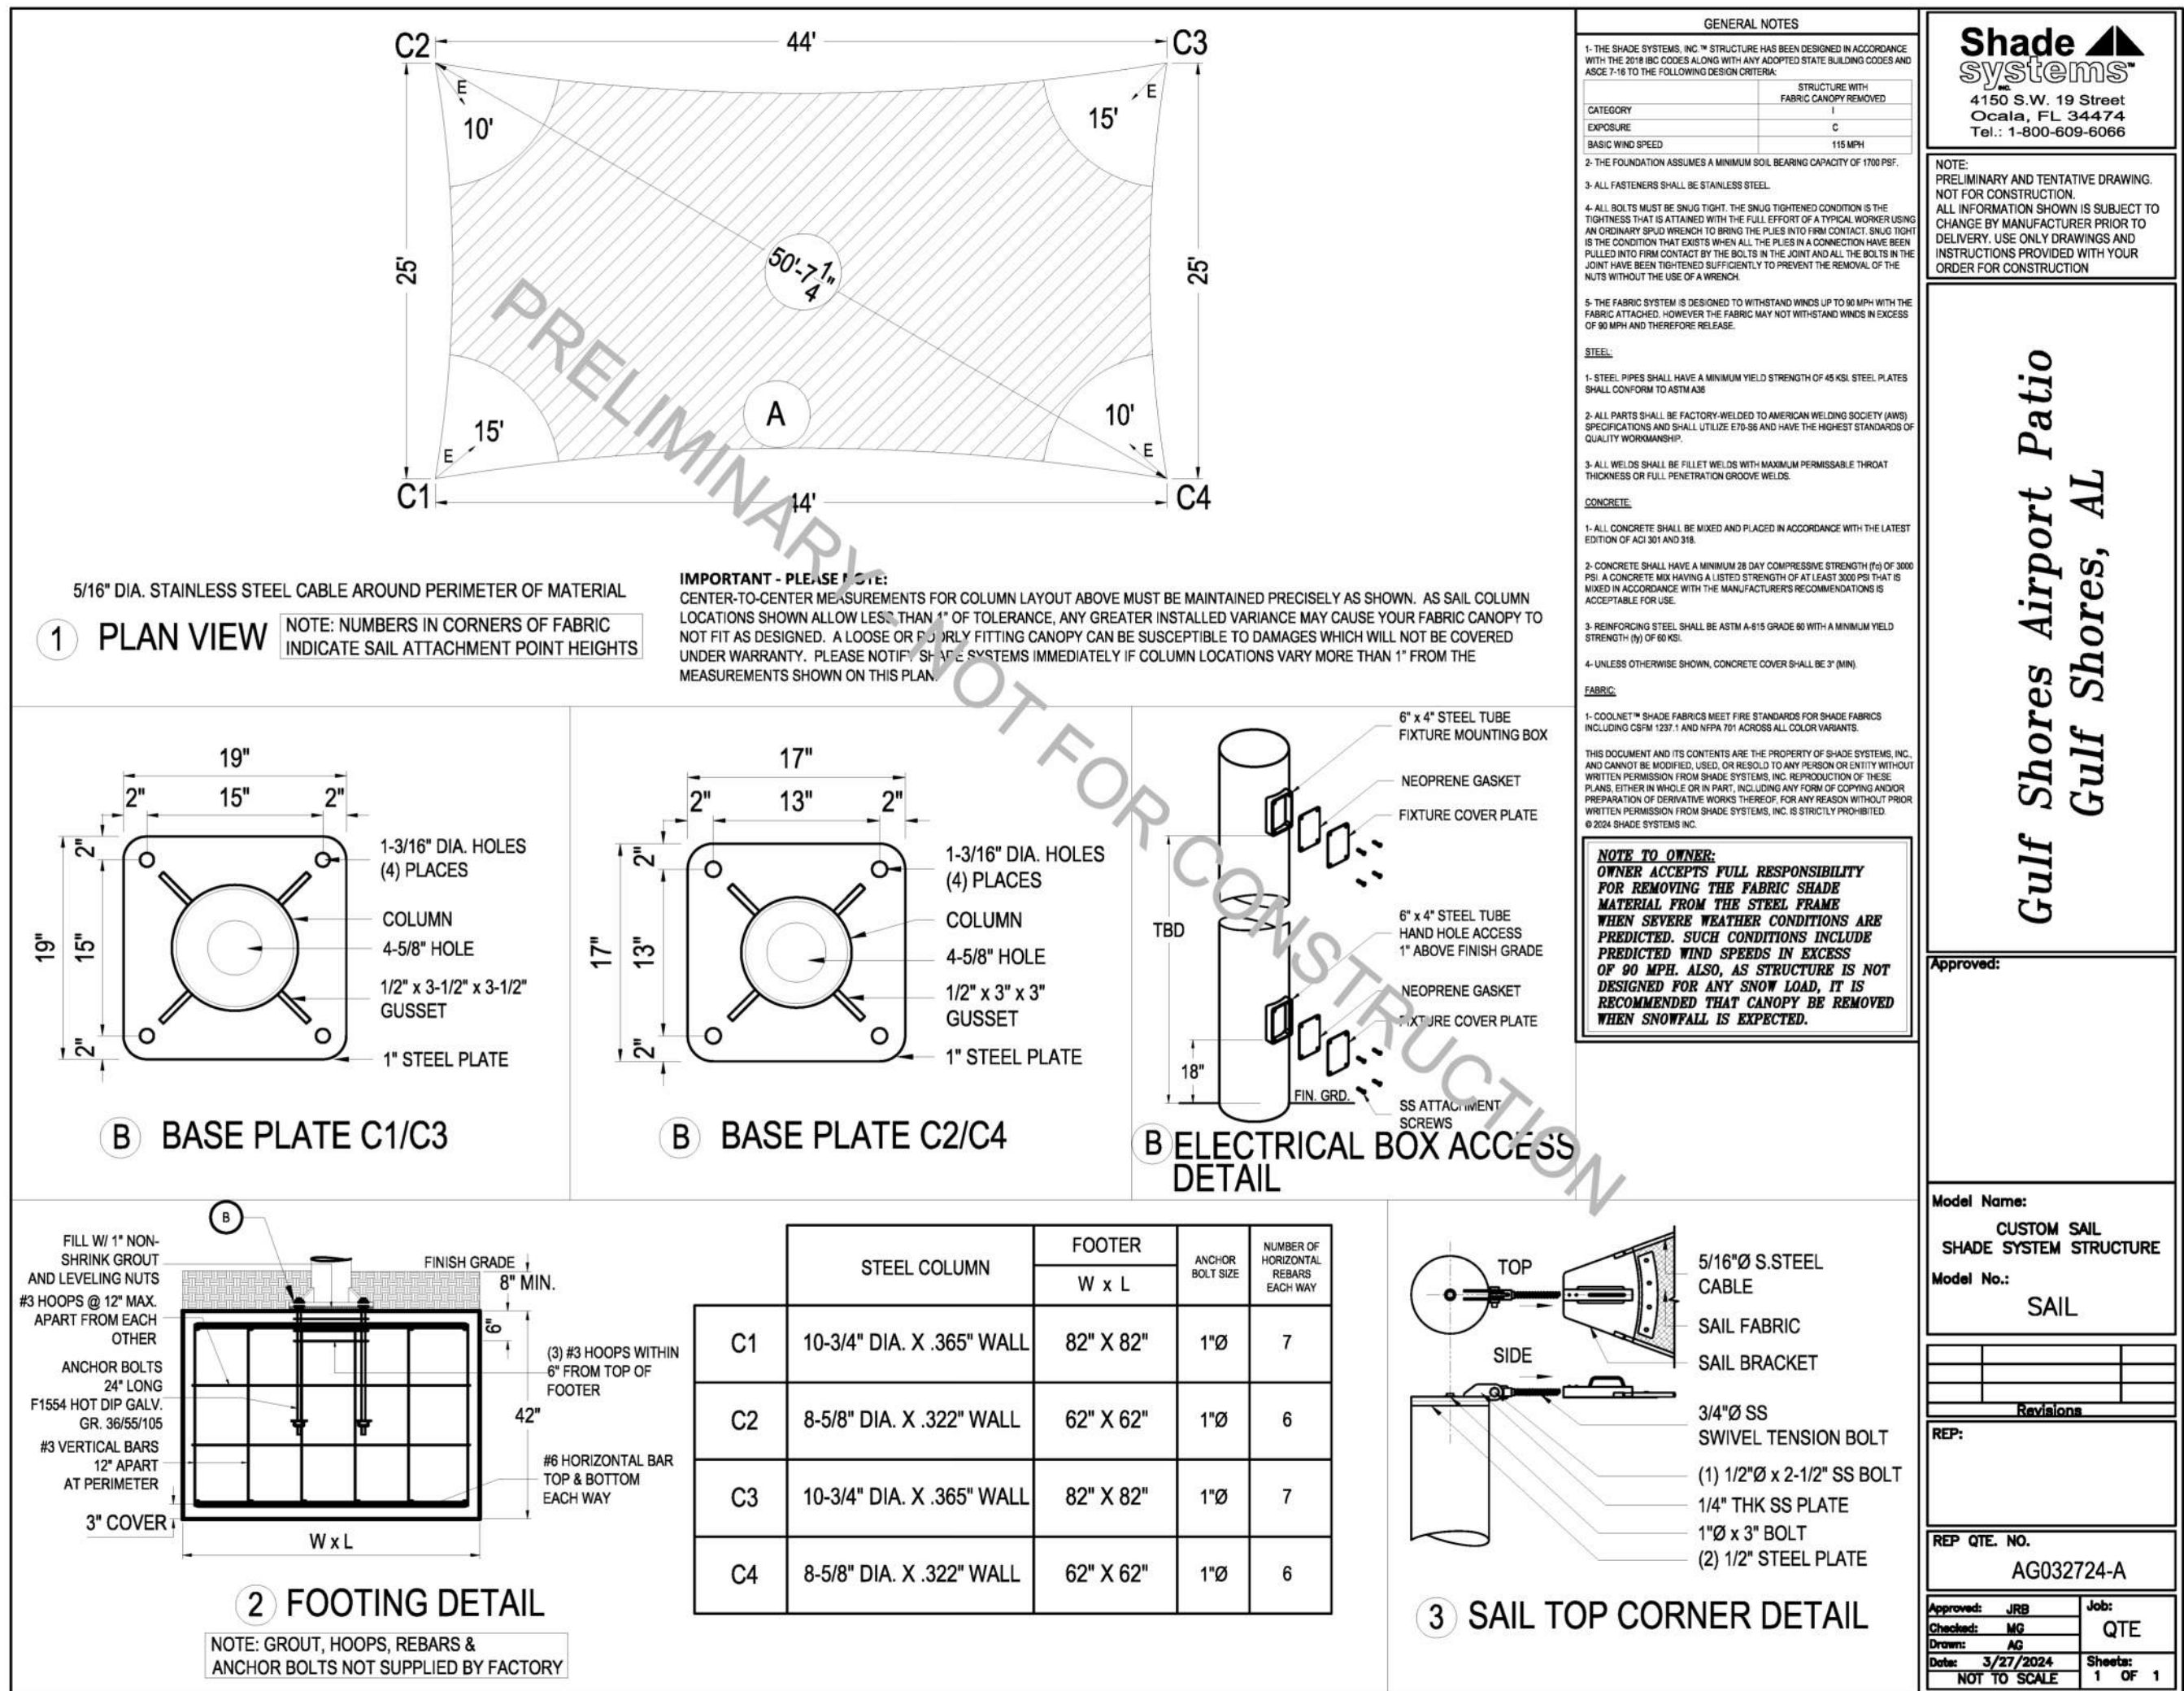 C2
44'
C3
E
10'
15'
E
25'
50'-7 1/4"
25'
A
15'
E
10'
E
C1
44'
C4
PRELIMINARY - NOT FOR CONSTRUCTION
5/16" DIA. STAINLESS STEEL CABLE AROUND PERIMETER OF MATERIAL
1 PLAN VIEW
NOTE: NUMBERS IN CORNERS OF FABRIC
INDICATE SAIL ATTACHMENT POINT HEIGHTS
IMPORTANT - PLEASE NOTE:
CENTER-TO-CENTER MEASUREMENTS FOR COLUMN LAYOUT ABOVE MUST BE MAINTAINED PRECISELY AS SHOWN. AS SAIL COLUMN
LOCATIONS SHOWN ALLOW LESS THAN 1" OF TOLERANCE, ANY GREATER INSTALLED VARIANCE MAY CAUSE YOUR FABRIC CANOPY TO
NOT FIT AS DESIGNED. A LOOSE OR POORLY FITTING CANOPY CAN BE SUSCEPTIBLE TO DAMAGES WHICH WILL NOT BE COVERED
UNDER WARRANTY. PLEASE NOTIFY SHADE SYSTEMS IMMEDIATELY IF COLUMN LOCATIONS VARY MORE THAN 1" FROM THE
MEASUREMENTS SHOWN ON THIS PLAN.
19"
2" 15" 2"
2"
19" 15"
2"
1-3/16" DIA. HOLES
(4) PLACES
COLUMN
4-5/8" HOLE
1/2" x 3-1/2" x 3-1/2"
GUSSET
1" STEEL PLATE
B BASE PLATE C1/C3
17"
2" 13" 2"
2"
17" 13"
2"
1-3/16" DIA. HOLES
(4) PLACES
COLUMN
4-5/8" HOLE
1/2" x 3" x 3"
GUSSET
1" STEEL PLATE
B BASE PLATE C2/C4
6" x 4" STEEL TUBE
FIXTURE MOUNTING BOX
NEOPRENE GASKET
FIXTURE COVER PLATE
TBD
6" x 4" STEEL TUBE
HAND HOLE ACCESS
1" ABOVE FINISH GRADE
NEOPRENE GASKET
FIXTURE COVER PLATE
18"
FIN. GRD.
SS ATTACHMENT
SCREWS
B ELECTRICAL BOX ACCESS
DETAIL
B
FILL W/ 1" NON-
SHRINK GROUT
AND LEVELING NUTS
#3 HOOPS @ 12" MAX.
APART FROM EACH
OTHER
ANCHOR BOLTS
24" LONG
F1554 HOT DIP GALV.
GR. 36/55/105
#3 VERTICAL BARS
12" APART
AT PERIMETER
3" COVER
FINISH GRADE
8" MIN.
6"
(3) #3 HOOPS WITHIN
6" FROM TOP OF
FOOTER
42"
#6 HORIZONTAL BAR
TOP & BOTTOM
EACH WAY
W x L
2 FOOTING DETAIL
NOTE: GROUT, HOOPS, REBARS &
ANCHOR BOLTS NOT SUPPLIED BY FACTORY
STEEL COLUMN
FOOTER
W x L
ANCHOR
BOLT SIZE
NUMBER OF
HORIZONTAL
REBARS
EACH WAY
C1 10-3/4" DIA. X .365" WALL 82" X 82" 1"Ø 7
C2 8-5/8" DIA. X .322" WALL 62" X 62" 1"Ø 6
C3 10-3/4" DIA. X .365" WALL 82" X 82" 1"Ø 7
C4 8-5/8" DIA. X .322" WALL 62" X 62" 1"Ø 6
TOP
SIDE
5/16"Ø S.STEEL
CABLE
SAIL FABRIC
SAIL BRACKET
3/4"Ø SS
SWIVEL TENSION BOLT
(1) 1/2"Ø x 2-1/2" SS BOLT
1/4" THK SS PLATE
1"Ø x 3" BOLT
(2) 1/2" STEEL PLATE
3 SAIL TOP CORNER DETAIL
GENERAL NOTES
1- THE SHADE SYSTEMS, INC.™ STRUCTURE HAS BEEN DESIGNED IN ACCORDANCE
WITH THE 2018 IBC CODES ALONG WITH ANY ADOPTED STATE BUILDING CODES AND
ASCE 7-16 TO THE FOLLOWING DESIGN CRITERIA:
STRUCTURE WITH
FABRIC CANOPY REMOVED
CATEGORY I
EXPOSURE C
BASIC WIND SPEED 115 MPH
2- THE FOUNDATION ASSUMES A MINIMUM SOIL BEARING CAPACITY OF 1700 PSF.
3- ALL FASTENERS SHALL BE STAINLESS STEEL.
4- ALL BOLTS MUST BE SNUG TIGHT. THE SNUG TIGHTENED CONDITION IS THE
TIGHTNESS THAT IS ATTAINED WITH THE FULL EFFORT OF A TYPICAL WORKER USING
AN ORDINARY SPUD WRENCH TO BRING THE PLIES INTO FIRM CONTACT. SNUG TIGHT
IS THE CONDITION THAT EXISTS WHEN ALL THE PLIES IN A CONNECTION HAVE BEEN
PULLED INTO FIRM CONTACT BY THE BOLTS IN THE JOINT AND ALL THE BOLTS IN THE
JOINT HAVE BEEN TIGHTENED SUFFICIENTLY TO PREVENT THE REMOVAL OF THE
NUTS WITHOUT THE USE OF A WRENCH.
5- THE FABRIC SYSTEM IS DESIGNED TO WITHSTAND WINDS UP TO 90 MPH WITH THE
FABRIC ATTACHED. HOWEVER THE FABRIC MAY NOT WITHSTAND WINDS IN EXCESS
OF 90 MPH AND THEREFORE RELEASE.
STEEL:
1- STEEL PIPES SHALL HAVE A MINIMUM YIELD STRENGTH OF 45 KSI. STEEL PLATES
SHALL CONFORM TO ASTM A36
2- ALL PARTS SHALL BE FACTORY-WELDED TO AMERICAN WELDING SOCIETY (AWS)
SPECIFICATIONS AND SHALL UTILIZE E70-S6 AND HAVE THE HIGHEST STANDARDS OF
QUALITY WORKMANSHIP.
3- ALL WELDS SHALL BE FILLET WELDS WITH MAXIMUM PERMISSABLE THROAT
THICKNESS OR FULL PENETRATION GROOVE WELDS.
CONCRETE:
1- ALL CONCRETE SHALL BE MIXED AND PLACED IN ACCORDANCE WITH THE LATEST
EDITION OF ACI 301 AND 318.
2- CONCRETE SHALL HAVE A MINIMUM 28 DAY COMPRESSIVE STRENGTH (f'c) OF 3000
PSI. A CONCRETE MIX HAVING A LISTED STRENGTH OF AT LEAST 3000 PSI THAT IS
MIXED IN ACCORDANCE WITH THE MANUFACTURER'S RECOMMENDATIONS IS
ACCEPTABLE FOR USE.
3- REINFORCING STEEL SHALL BE ASTM A-615 GRADE 60 WITH A MINIMUM YIELD
STRENGTH (fy) OF 60 KSI.
4- UNLESS OTHERWISE SHOWN, CONCRETE COVER SHALL BE 3" (MIN).
FABRIC:
1- COOLNET™ SHADE FABRICS MEET FIRE STANDARDS FOR SHADE FABRICS
INCLUDING CSFM 1237.1 AND NFPA 701 ACROSS ALL COLOR VARIANTS.
THIS DOCUMENT AND ITS CONTENTS ARE THE PROPERTY OF SHADE SYSTEMS, INC.,
AND CANNOT BE MODIFIED, USED, OR RESOLD TO ANY PERSON OR ENTITY WITHOUT
WRITTEN PERMISSION FROM SHADE SYSTEMS, INC. REPRODUCTION OF THESE
PLANS, EITHER IN WHOLE OR IN PART, INCLUDING ANY FORM OF COPYING AND/OR
PREPARATION OF DERIVATIVE WORKS THEREOF, FOR ANY REASON WITHOUT PRIOR
WRITTEN PERMISSION FROM SHADE SYSTEMS, INC. IS STRICTLY PROHIBITED.
© 2024 SHADE SYSTEMS INC.
NOTE TO OWNER:
OWNER ACCEPTS FULL RESPONSIBILITY
FOR REMOVING THE FABRIC SHADE
MATERIAL FROM THE STEEL FRAME
WHEN SEVERE WEATHER CONDITIONS ARE
PREDICTED. SUCH CONDITIONS INCLUDE
PREDICTED WIND SPEEDS IN EXCESS
OF 90 MPH. ALSO, AS STRUCTURE IS NOT
DESIGNED FOR ANY SNOW LOAD, IT IS
RECOMMENDED THAT CANOPY BE REMOVED
WHEN SNOWFALL IS EXPECTED.
Shade
systems™
INC.
4150 S.W. 19 Street
Ocala, FL 34474
Tel.: 1-800-609-6066
NOTE:
PRELIMINARY AND TENTATIVE DRAWING.
NOT FOR CONSTRUCTION.
ALL INFORMATION SHOWN IS SUBJECT TO
CHANGE BY MANUFACTURER PRIOR TO
DELIVERY. USE ONLY DRAWINGS AND
INSTRUCTIONS PROVIDED WITH YOUR
ORDER FOR CONSTRUCTION
Gulf Shores Airport Patio
Gulf Shores, AL
Approved:
Model Name:
CUSTOM SAIL
SHADE SYSTEM STRUCTURE
Model No.:
SAIL
Revisions
REP:
REP QTE. NO.
AG032724-A
Approved: JRB
Checked: MG
Drawn: AG
Date: 3/27/2024
NOT TO SCALE
Job:
QTE
Sheets:
1 OF 1